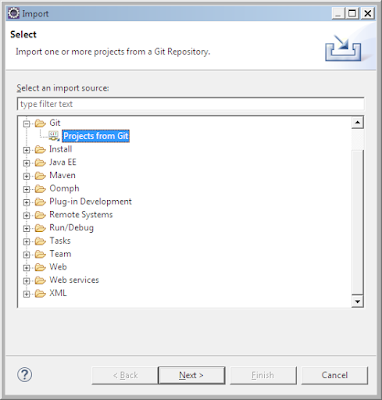 Import
Select
Import one or more projects from a Git Repository.
Select an import source:
type filter text
Git
Projects from Git
Install
Java EE
Maven
Oomph
Plug-in Development
Remote Systems
Run/Debug
Tasks
Team
Web
Web services
XML
? < Back Next > Finish Cancel